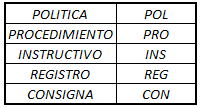 POLITICA POL
PROCEDIMIENTO PRO
INSTRUCTIVO INS
REGISTRO REG
CONSIGNA CON